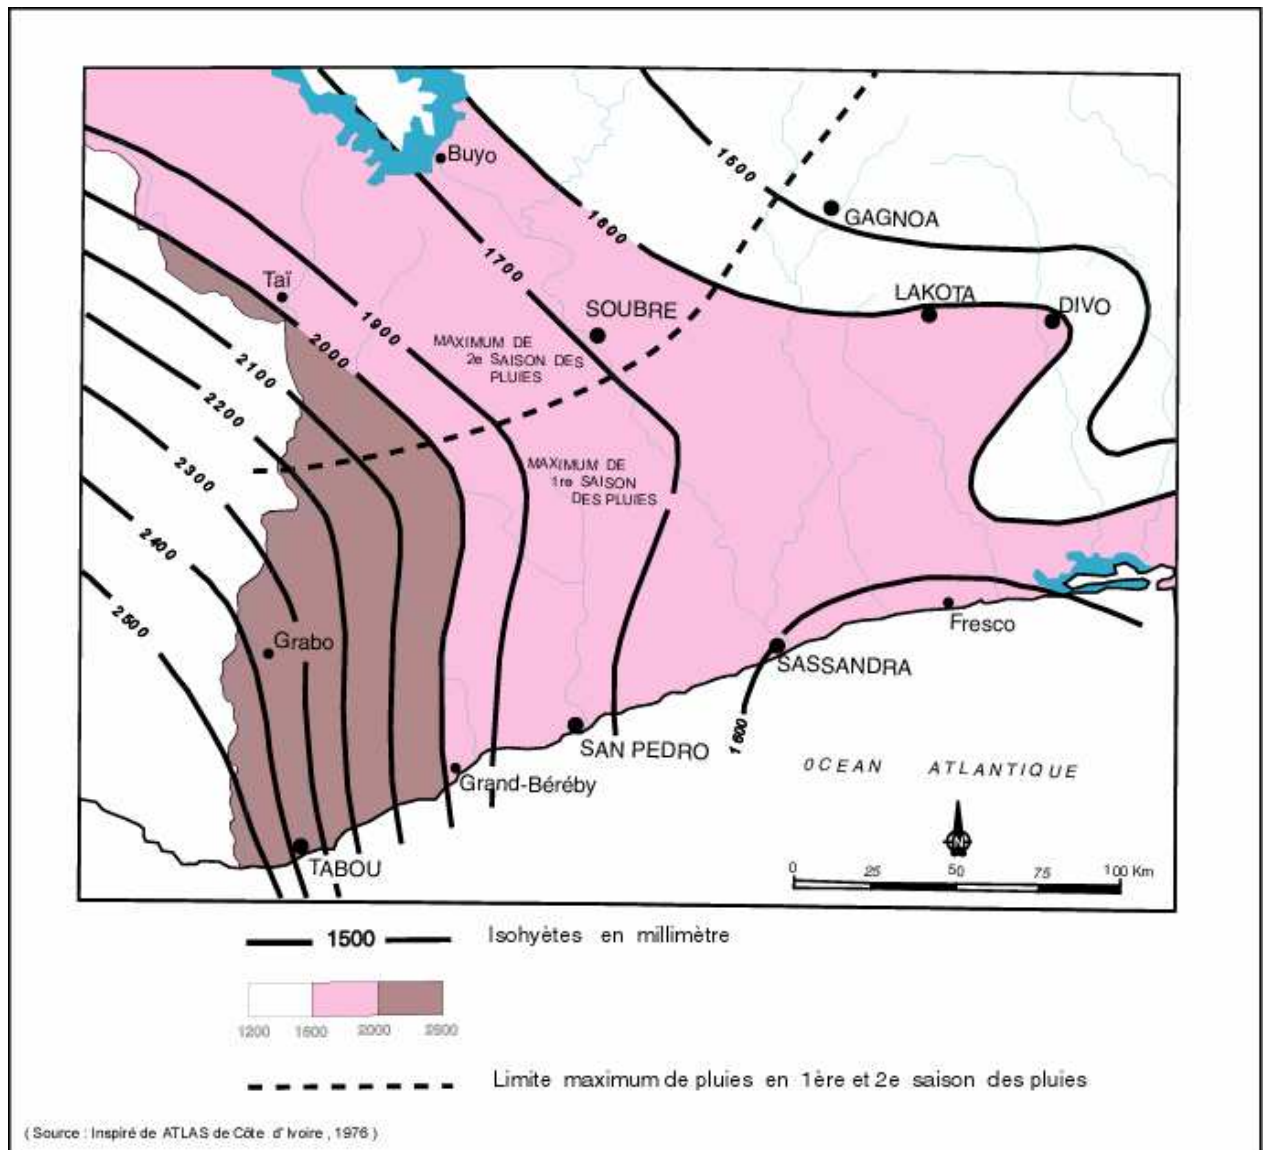 Buyo
1500
GAGNOA
1600
1700
Taï
SOUBRE
LAKOTA
DIVO
1900
MAXIMUM DE
2e SAISON DES
PLUIES
2000
2100
2200
2300
MAXIMUM DE
1re SAISON
DES PLUIES
2400
2500
Grabo
Fresco
SASSANDRA
1600
SAN PEDRO
OCEAN ATLANTIQUE
Grand-Béréby
TABOU
N
0 25 50 75 100 Km
1500 Isohyètes en millimètre
1200 1600 2000 2500
Limite maximum de pluies en 1ère et 2e saison des pluies
( Source : Inspiré de ATLAS de Côte d' Ivoire , 1976 )